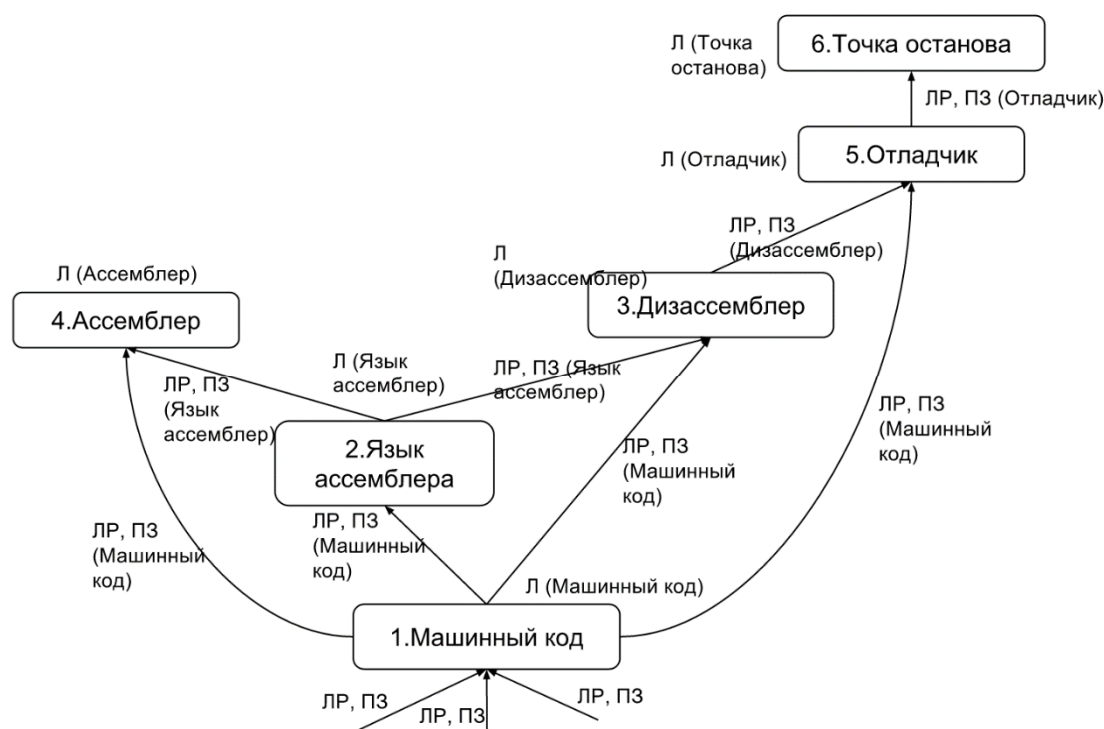 Л (Точка
останова)
6.Точка останова
ЛР, ПЗ (Отладчик)
Л (Отладчик)
5.Отладчик
ЛР, ПЗ
(Дизассемблер)
Л
(Дизассемблер)
Л (Ассемблер)
4.Ассемблер
3.Дизассемблер
Л (Язык
ассемблер)
ЛР, ПЗ (Язык
ассемблер)
ЛР, ПЗ
(Язык
ассемблер)
ЛР, ПЗ
(Машинный
код)
2.Язык
ассемблера
ЛР, ПЗ
(Машинный
код)
ЛР, ПЗ
(Машинный
код)
ЛР, ПЗ
(Машинный
код)
Л (Машинный код)
1.Машинный код
ЛР, ПЗ
ЛР, ПЗ
ЛР, ПЗ